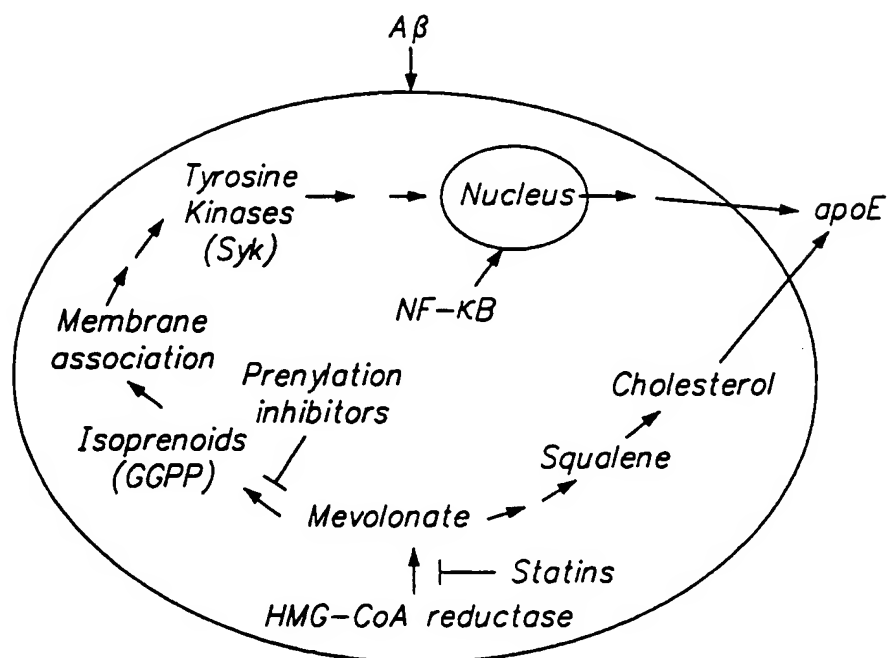 Aβ
Tyrosine
Kinases
(Syk)
Nucleus
apoE
NF-κB
Membrane
association
Prenylation
inhibitors
Cholesterol
Isoprenoids
(GGPP)
Squalene
Mevolonate
Statins
HMG-CoA reductase